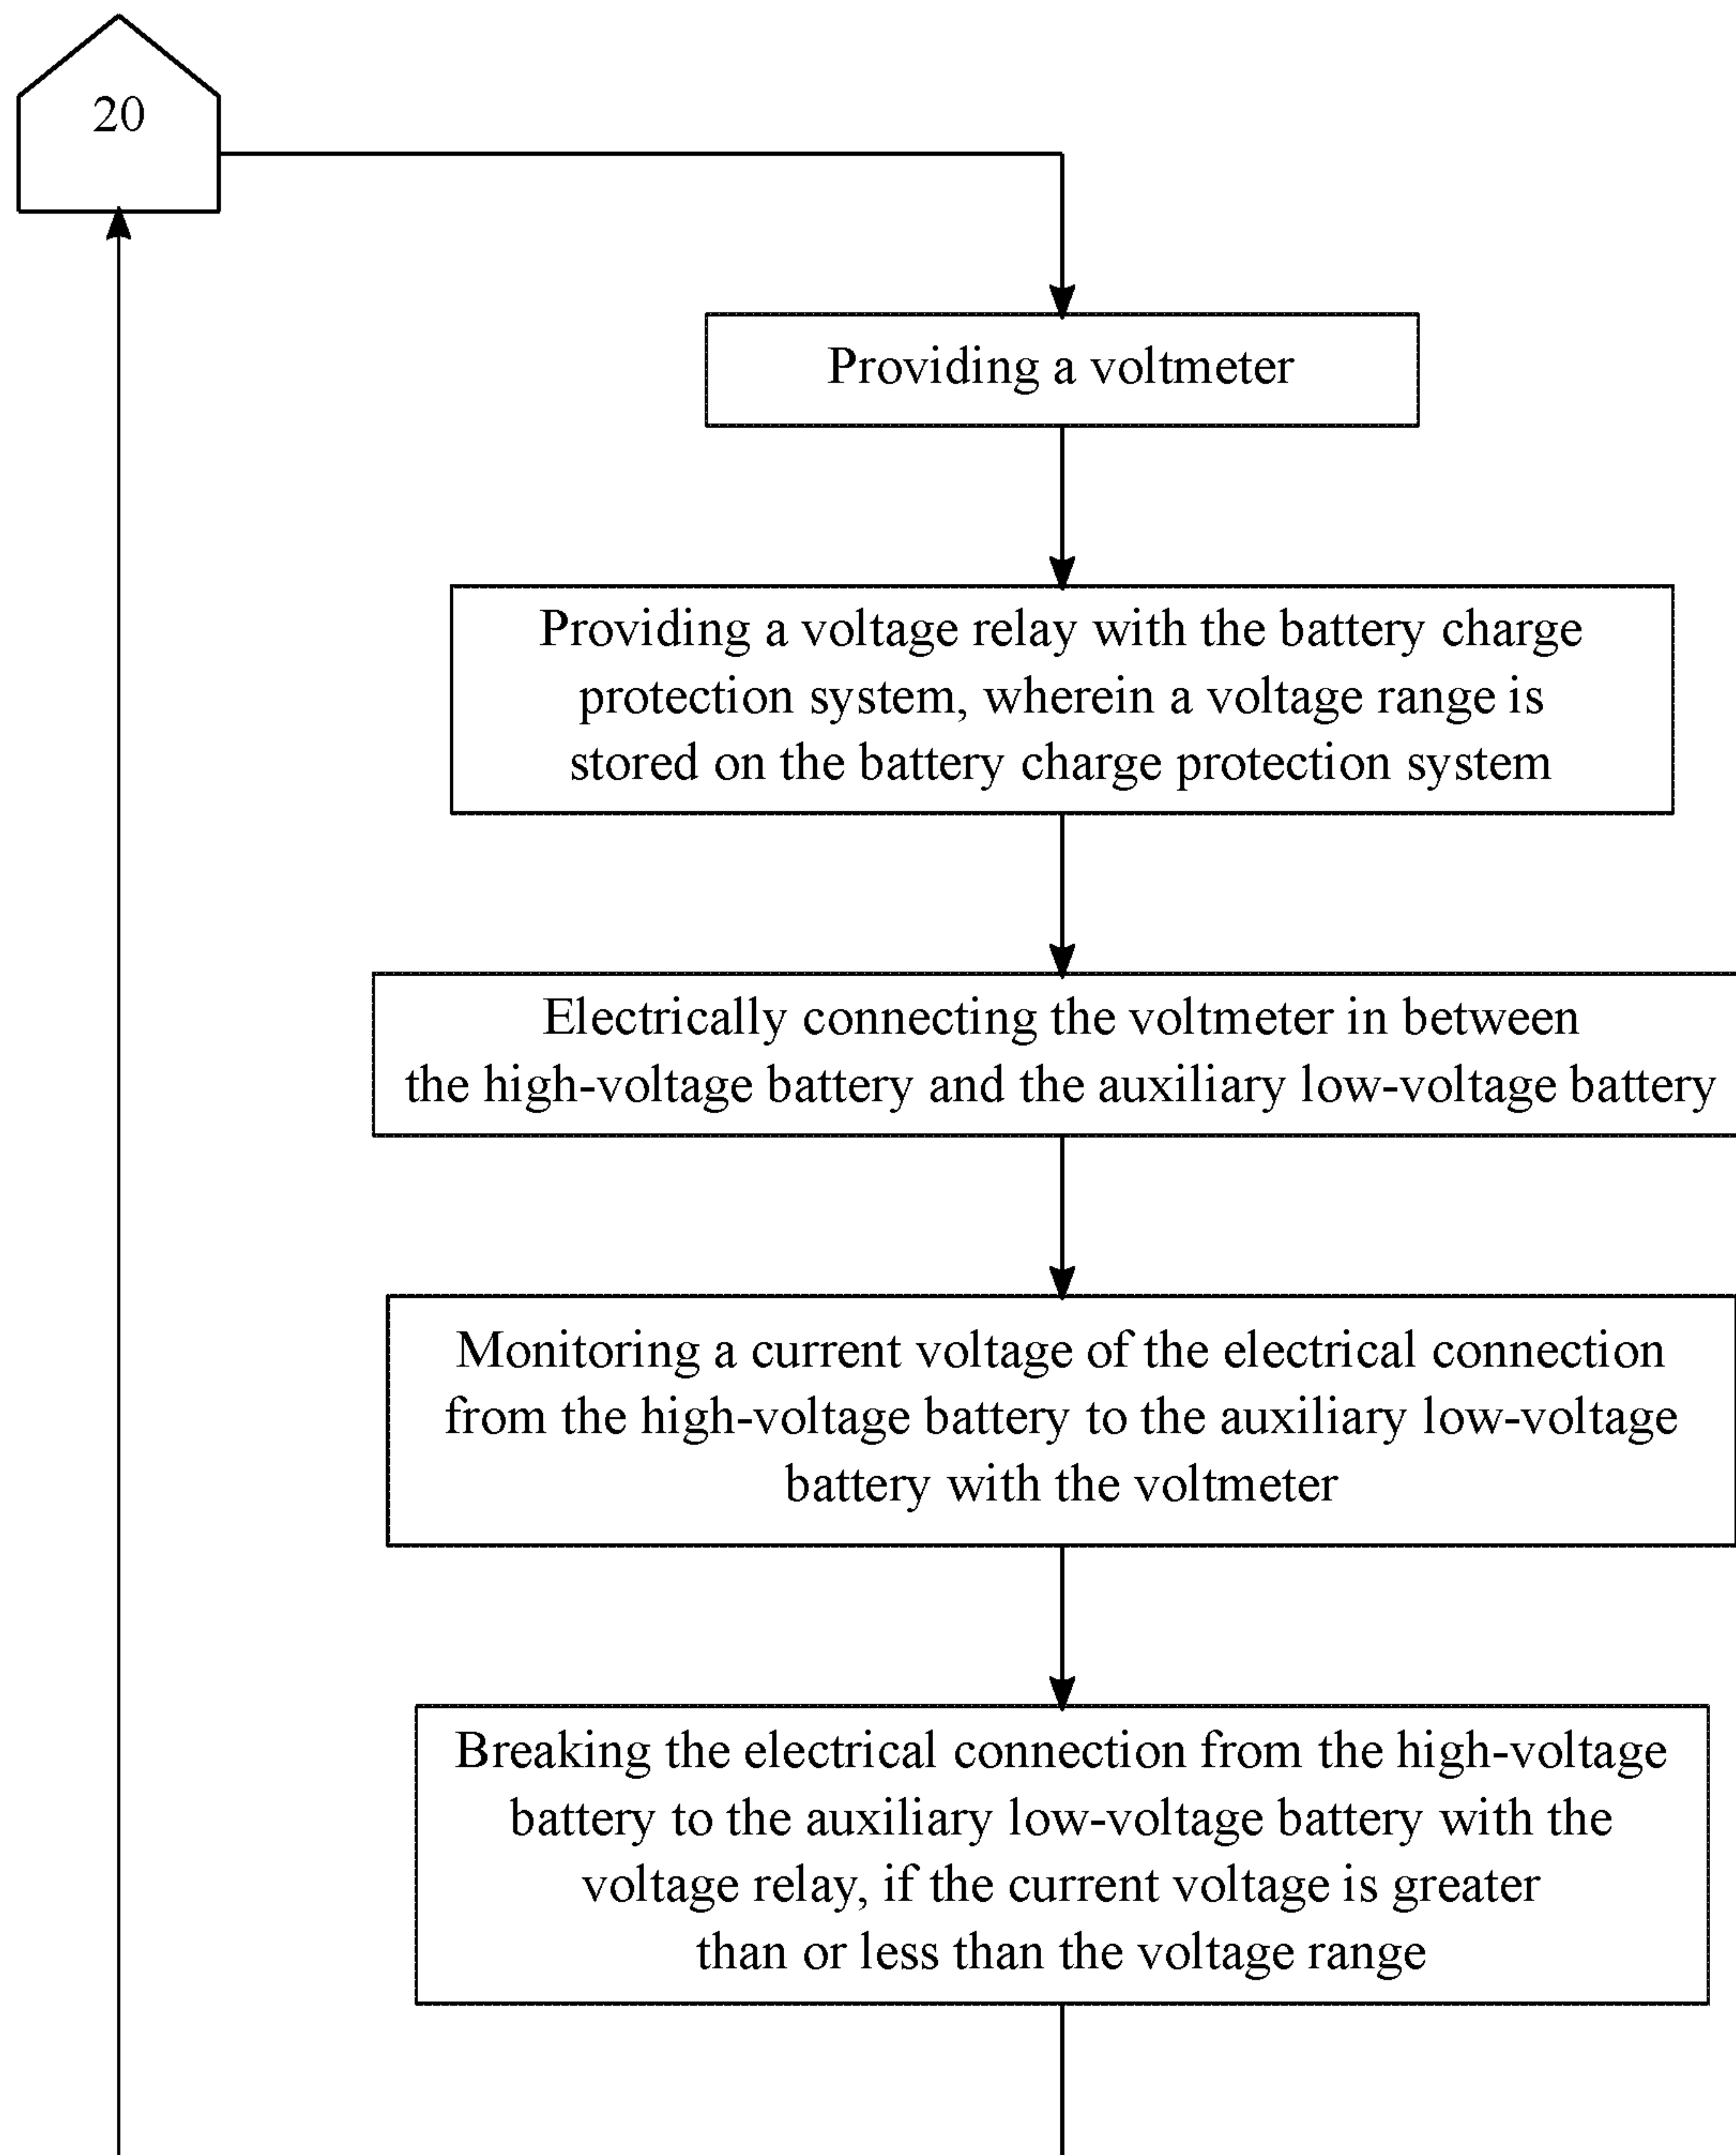 20
Providing a voltmeter
Providing a voltage relay with the battery charge
protection system, wherein a voltage range is
stored on the battery charge protection system
Electrically connecting the voltmeter in between
the high-voltage battery and the auxiliary low-voltage battery
Monitoring a current voltage of the electrical connection
from the high-voltage battery to the auxiliary low-voltage
battery with the voltmeter
Breaking the electrical connection from the high-voltage
battery to the auxiliary low-voltage battery with the
voltage relay, if the current voltage is greater
than or less than the voltage range